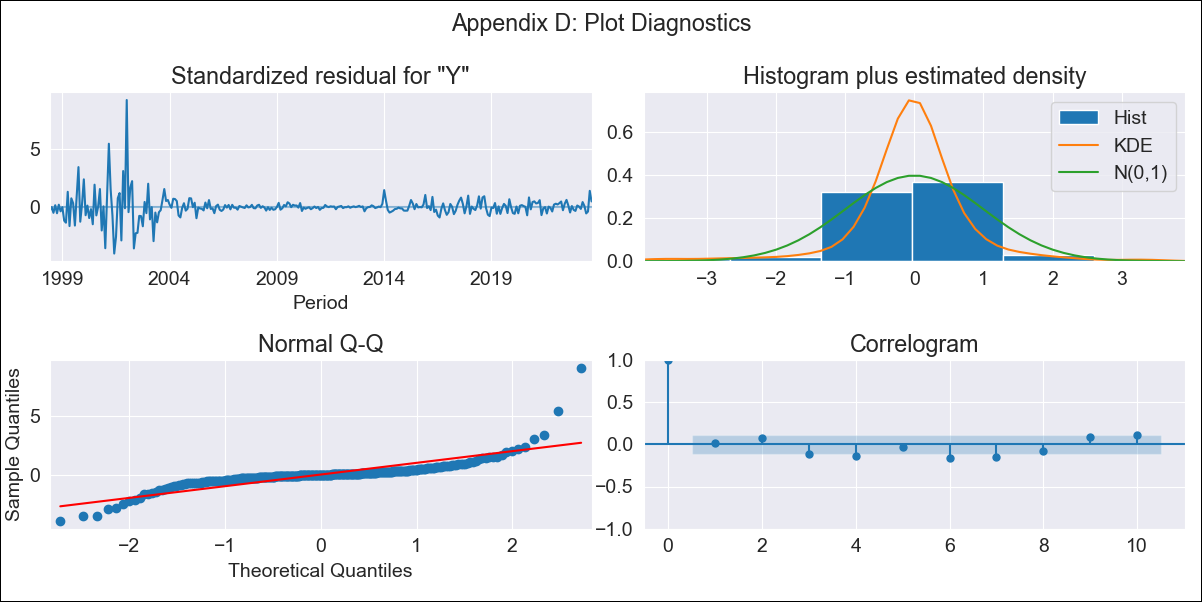 Appendix D: Plot Diagnostics
Standardized residual for "Y"
5
0
1999 2004 2009 2014 2019
Period
Histogram plus estimated density
0.6
0.4
0.2
0.0
Hist
KDE
N(0,1)
−3 −2 −1 0 1 2 3
Normal Q-Q
Sample Quantiles
5
0
−2 −1 0 1 2
Theoretical Quantiles
Correlogram
1.0
0.5
0.0
−0.5
−1.0
0 2 4 6 8 10